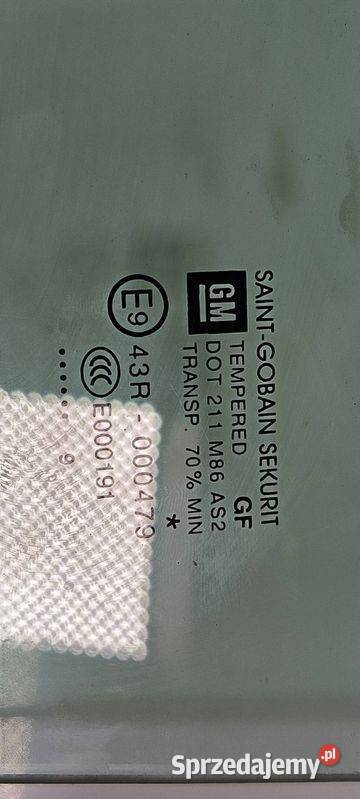 SAINT-GOBAIN SEKURIT
GM TEMPERED GF
DOT 211 M86 AS2
TRANSP. 70% MIN
*
E9 43R - 000479
CCC E000191
...... 9
Sprzedajemy.pl